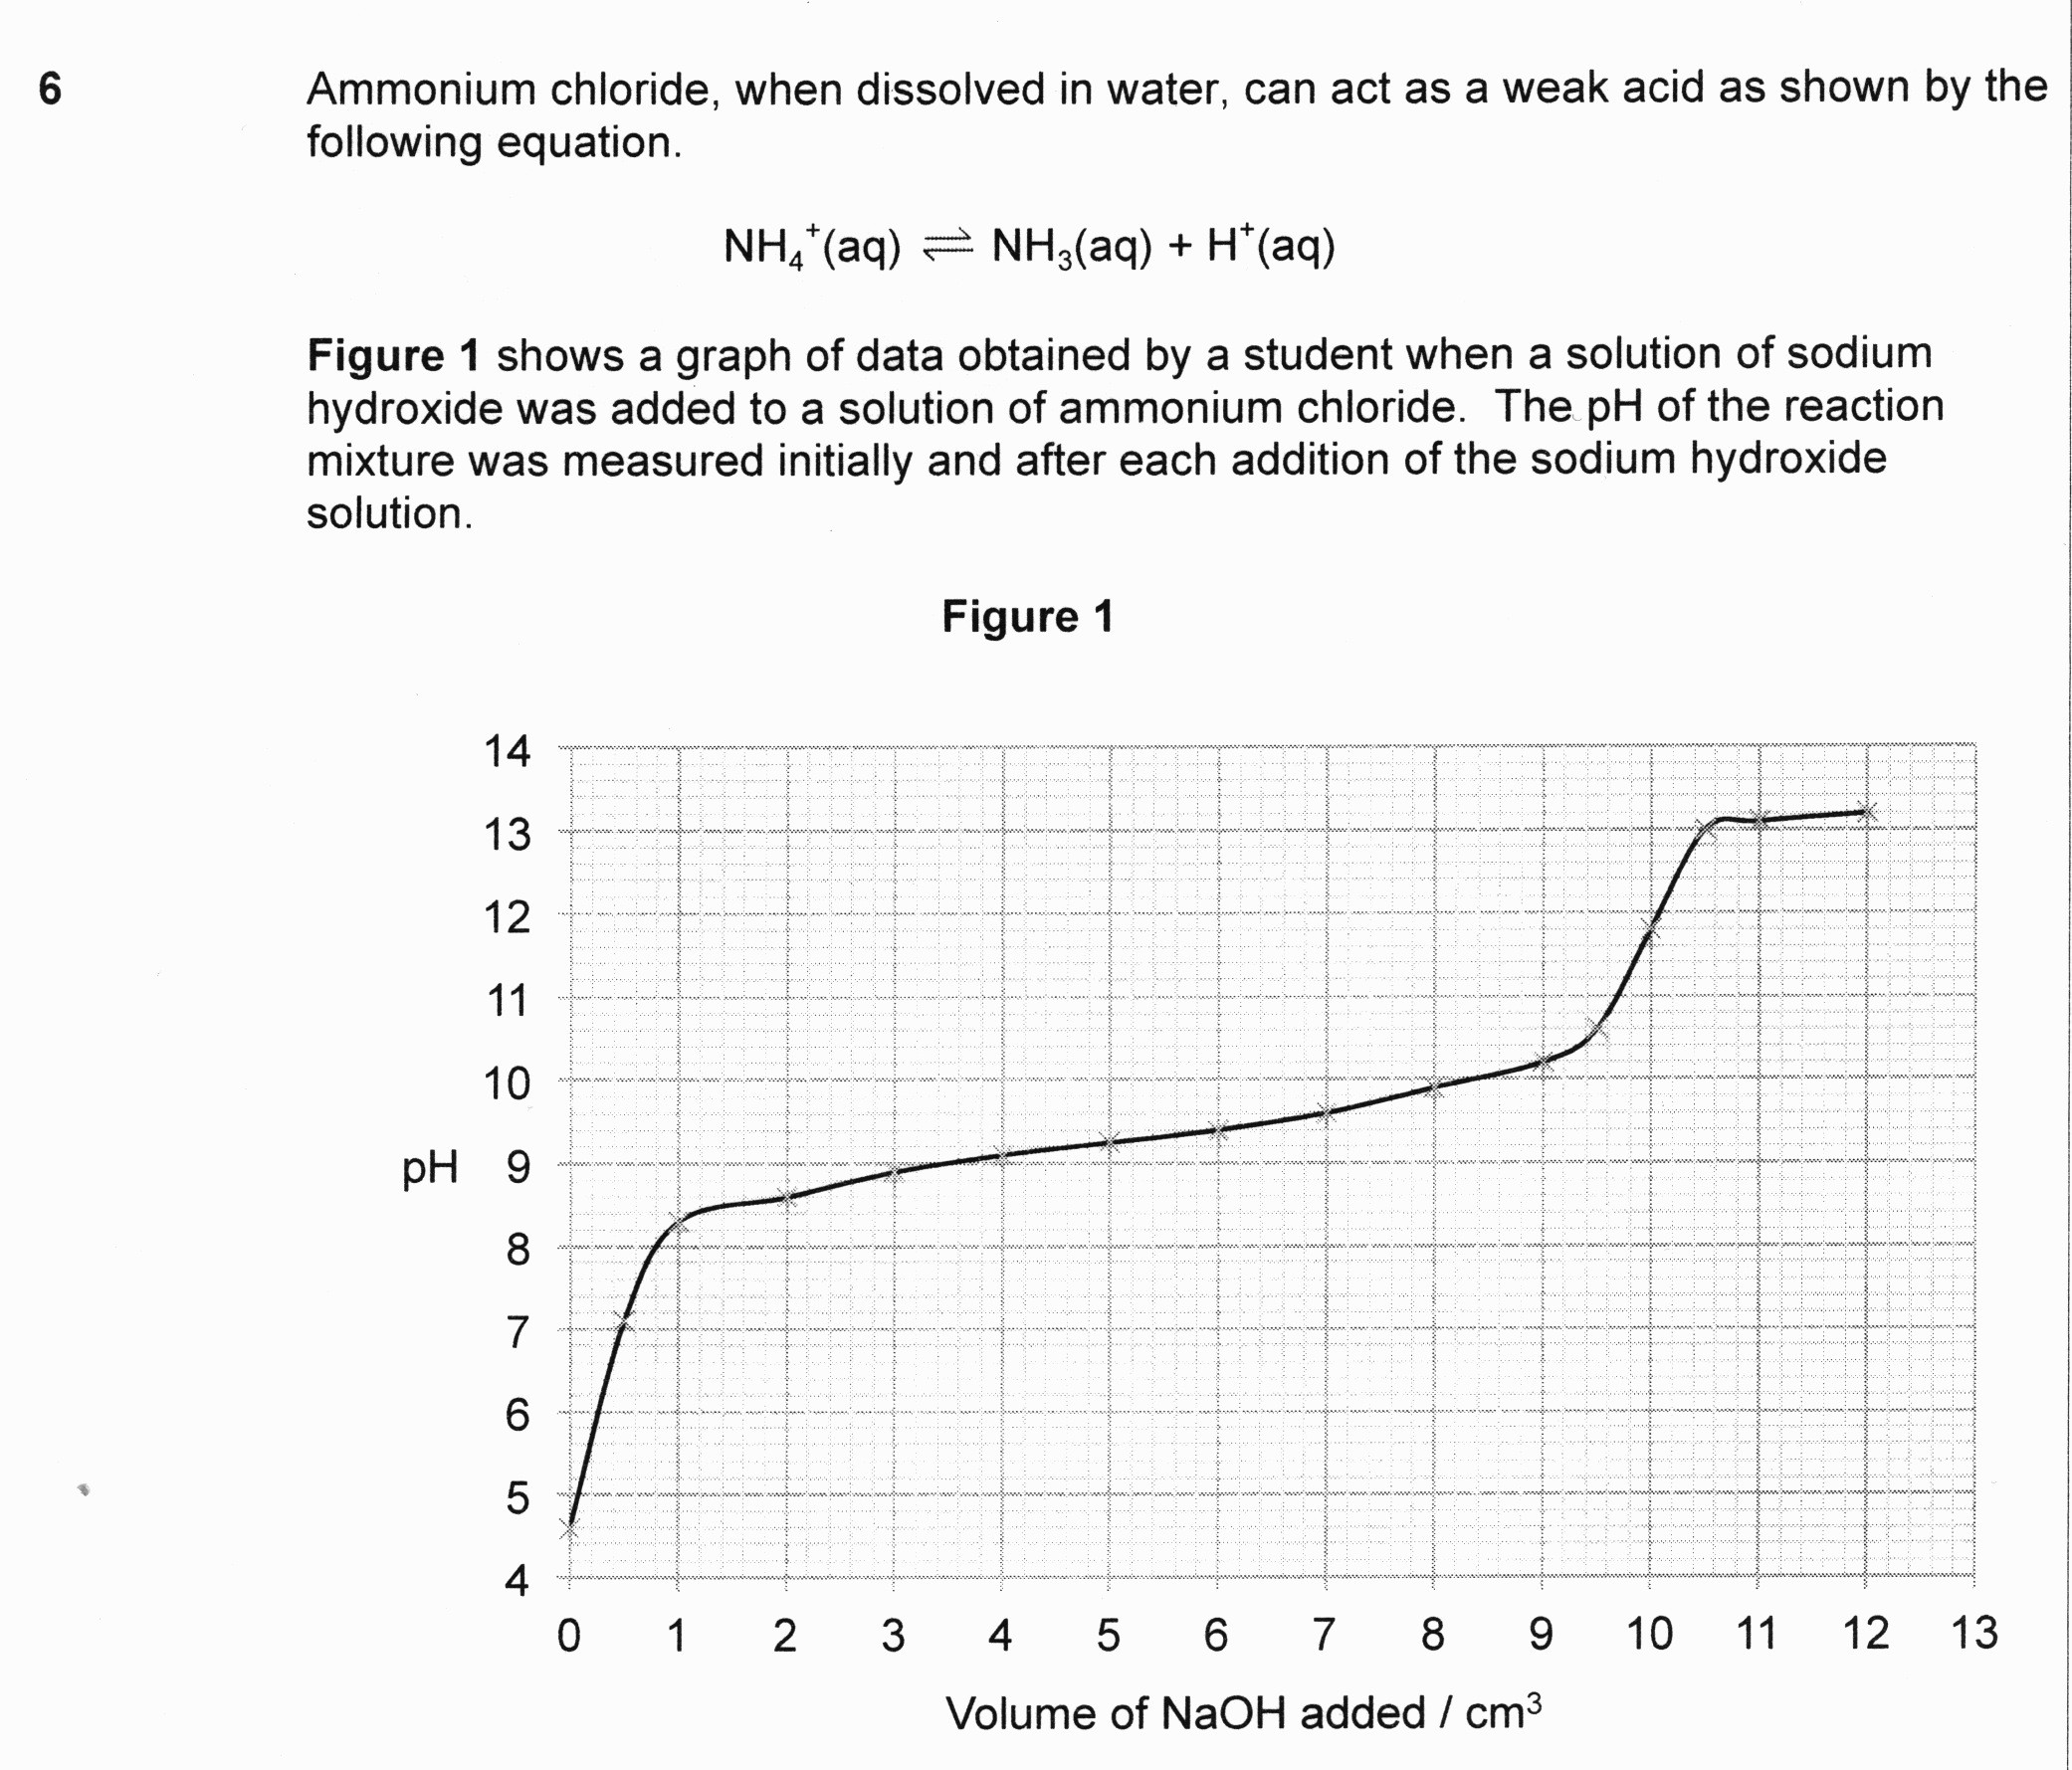 6 Ammonium chloride, when dissolved in water, can act as a weak acid as shown by the
following equation.
NH₄⁺(aq) ⇌ NH₃(aq) + H⁺(aq)
Figure 1 shows a graph of data obtained by a student when a solution of sodium
hydroxide was added to a solution of ammonium chloride. The pH of the reaction
mixture was measured initially and after each addition of the sodium hydroxide
solution.
Figure 1
14
13
12
11
10
pH 9
8
7
6
5
4
0 1 2 3 4 5 6 7 8 9 10 11 12 13
Volume of NaOH added / cm³